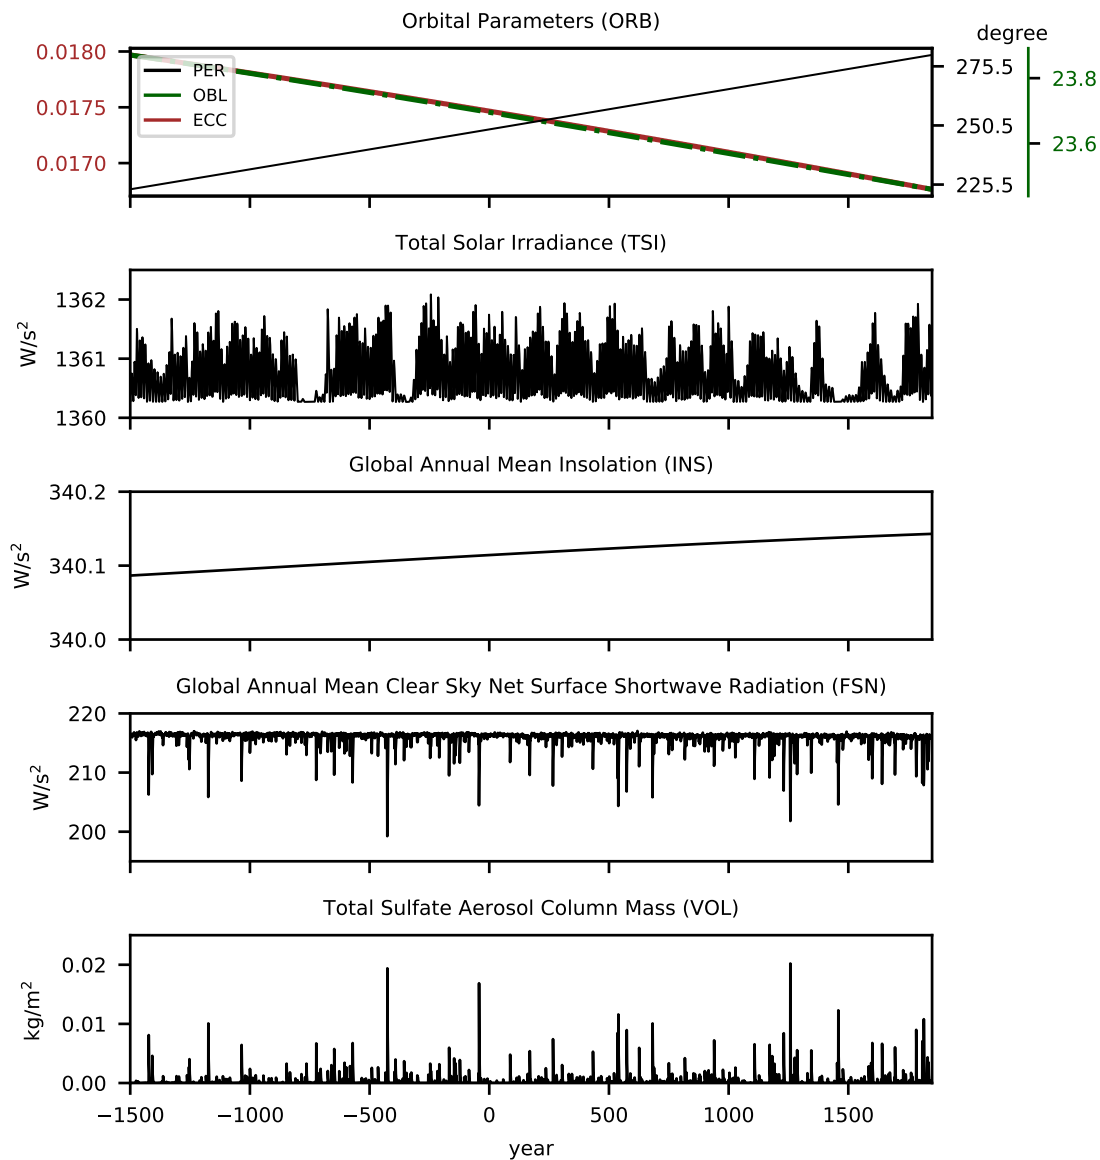 Orbital Parameters (ORB)
degree
0.0180
0.0175
0.0170
PER
OBL
ECC
275.5
250.5
225.5
23.8
23.6
Total Solar Irradiance (TSI)
W/s²
1362
1361
1360
Global Annual Mean Insolation (INS)
W/s²
340.2
340.1
340.0
Global Annual Mean Clear Sky Net Surface Shortwave Radiation (FSN)
W/s²
220
210
200
Total Sulfate Aerosol Column Mass (VOL)
kg/m²
0.02
0.01
0.00
−1500 −1000 −500 0 500 1000 1500
year